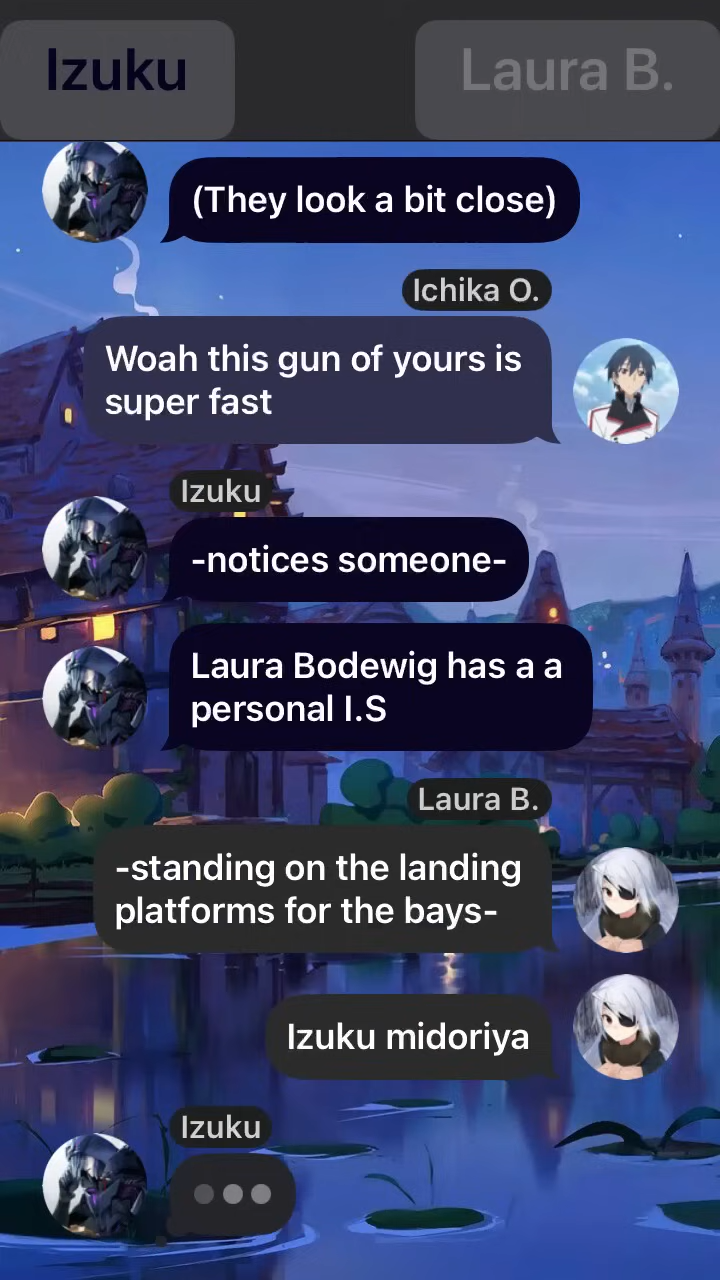 Izuku
Laura B.
(They look a bit close)
Ichika O.
Woah this gun of yours is
super fast
Izuku
-notices someone-
Laura Bodewig has a a
personal I.S
Laura B.
-standing on the landing
platforms for the bays-
Izuku midoriya
Izuku